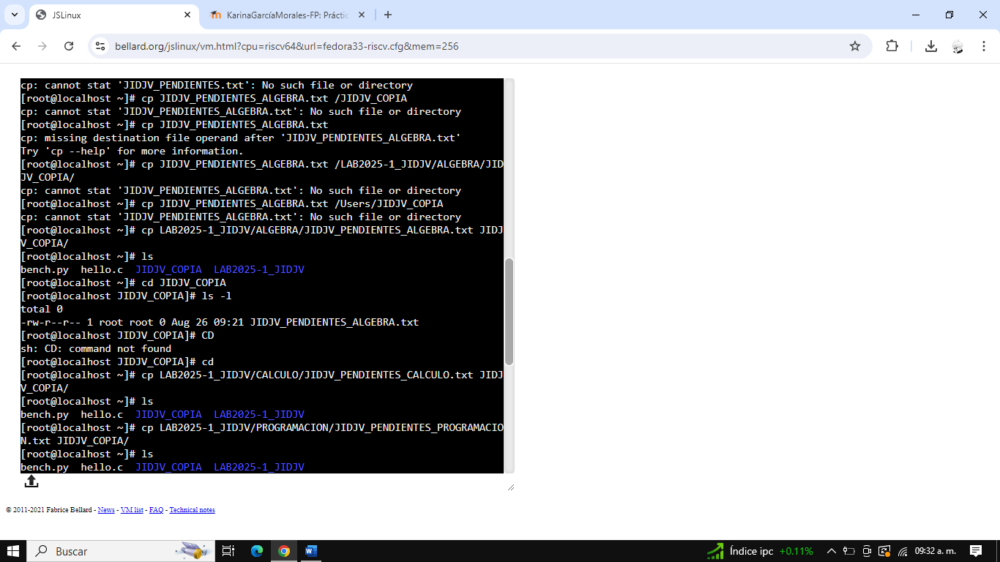 JSLinux
KarinaGarcíaMorales-FP: Práctic
bellard.org/jslinux/vm.html?cpu=riscv64&url=fedora33-riscv.cfg&mem=256
cp: cannot stat 'JIDJV_PENDIENTES.txt': No such file or directory
[root@localhost ~]# cp JIDJV_PENDIENTES_ALGEBRA.txt /JIDJV_COPIA
cp: cannot stat 'JIDJV_PENDIENTES_ALGEBRA.txt': No such file or directory
[root@localhost ~]# cp JIDJV_PENDIENTES_ALGEBRA.txt
cp: missing destination file operand after 'JIDJV_PENDIENTES_ALGEBRA.txt'
Try 'cp --help' for more information.
[root@localhost ~]# cp JIDJV_PENDIENTES_ALGEBRA.txt /LAB2025-1_JIDJV/ALGEBRA/JID
JV_COPIA/
cp: cannot stat 'JIDJV_PENDIENTES_ALGEBRA.txt': No such file or directory
[root@localhost ~]# cp JIDJV_PENDIENTES_ALGEBRA.txt /Users/JIDJV_COPIA
cp: cannot stat 'JIDJV_PENDIENTES_ALGEBRA.txt': No such file or directory
[root@localhost ~]# cp LAB2025-1_JIDJV/ALGEBRA/JIDJV_PENDIENTES_ALGEBRA.txt JIDJ
V_COPIA/
[root@localhost ~]# ls
bench.py  hello.c  JIDJV_COPIA  LAB2025-1_JIDJV
[root@localhost ~]# cd JIDJV_COPIA
[root@localhost JIDJV_COPIA]# ls -l
total 0
-rw-r--r-- 1 root root 0 Aug 26 09:21 JIDJV_PENDIENTES_ALGEBRA.txt
[root@localhost JIDJV_COPIA]# CD
sh: CD: command not found
[root@localhost JIDJV_COPIA]# cd
[root@localhost ~]# cp LAB2025-1_JIDJV/CALCULO/JIDJV_PENDIENTES_CALCULO.txt JIDJ
V_COPIA/
[root@localhost ~]# ls
bench.py  hello.c  JIDJV_COPIA  LAB2025-1_JIDJV
[root@localhost ~]# cp LAB2025-1_JIDJV/PROGRAMACION/JIDJV_PENDIENTES_PROGRAMACIO
N.txt JIDJV_COPIA/
[root@localhost ~]# ls
bench.py  hello.c  JIDJV_COPIA  LAB2025-1_JIDJV
© 2011-2021 Fabrice Bellard - News - VM list - FAQ - Technical notes
Buscar
Índice ipc +0.11%
09:32 a. m.